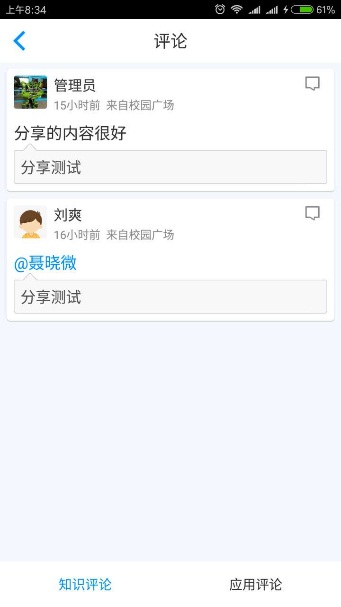 上午8:34
61%
评论
管理员
15小时前 来自校园广场
分享的内容很好
分享测试
刘爽
16小时前 来自校园广场
@聂晓微
分享测试
知识评论 应用评论